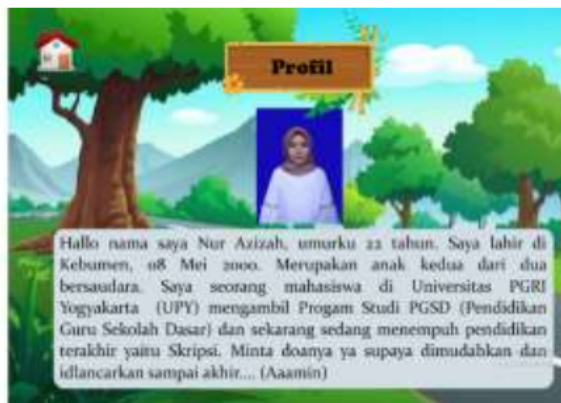 Profil
Hallo nama saya Nur Azizah, umurku 22 tahun. Saya lahir di
Kebumen, 08 Mei 2000. Merupakan anak kedua dari dua
bersaudara. Saya seorang mahasiswa di Universitas PGRI
Yogyakarta (UPY) mengambil Progam Studi PGSD (Pendidikan
Guru Sekolah Dasar) dan sekarang sedang menempuh pendidikan
terakhir yaitu Skripsi. Minta doanya ya supaya dimudahkan dan
idlancarkan sampai akhir.... (Aaamin)